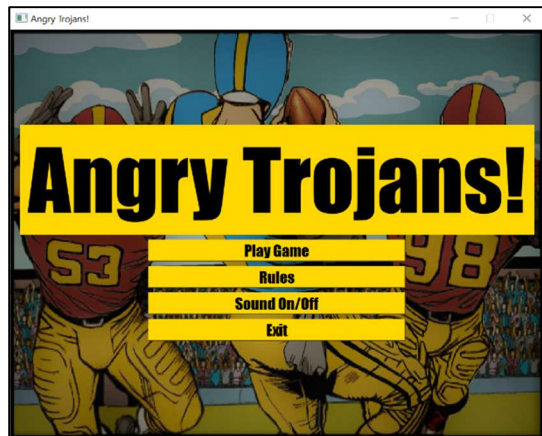 Angry Trojans!
Angry Trojans!
Play Game
53
98
Rules
Sound On/Off
Exit